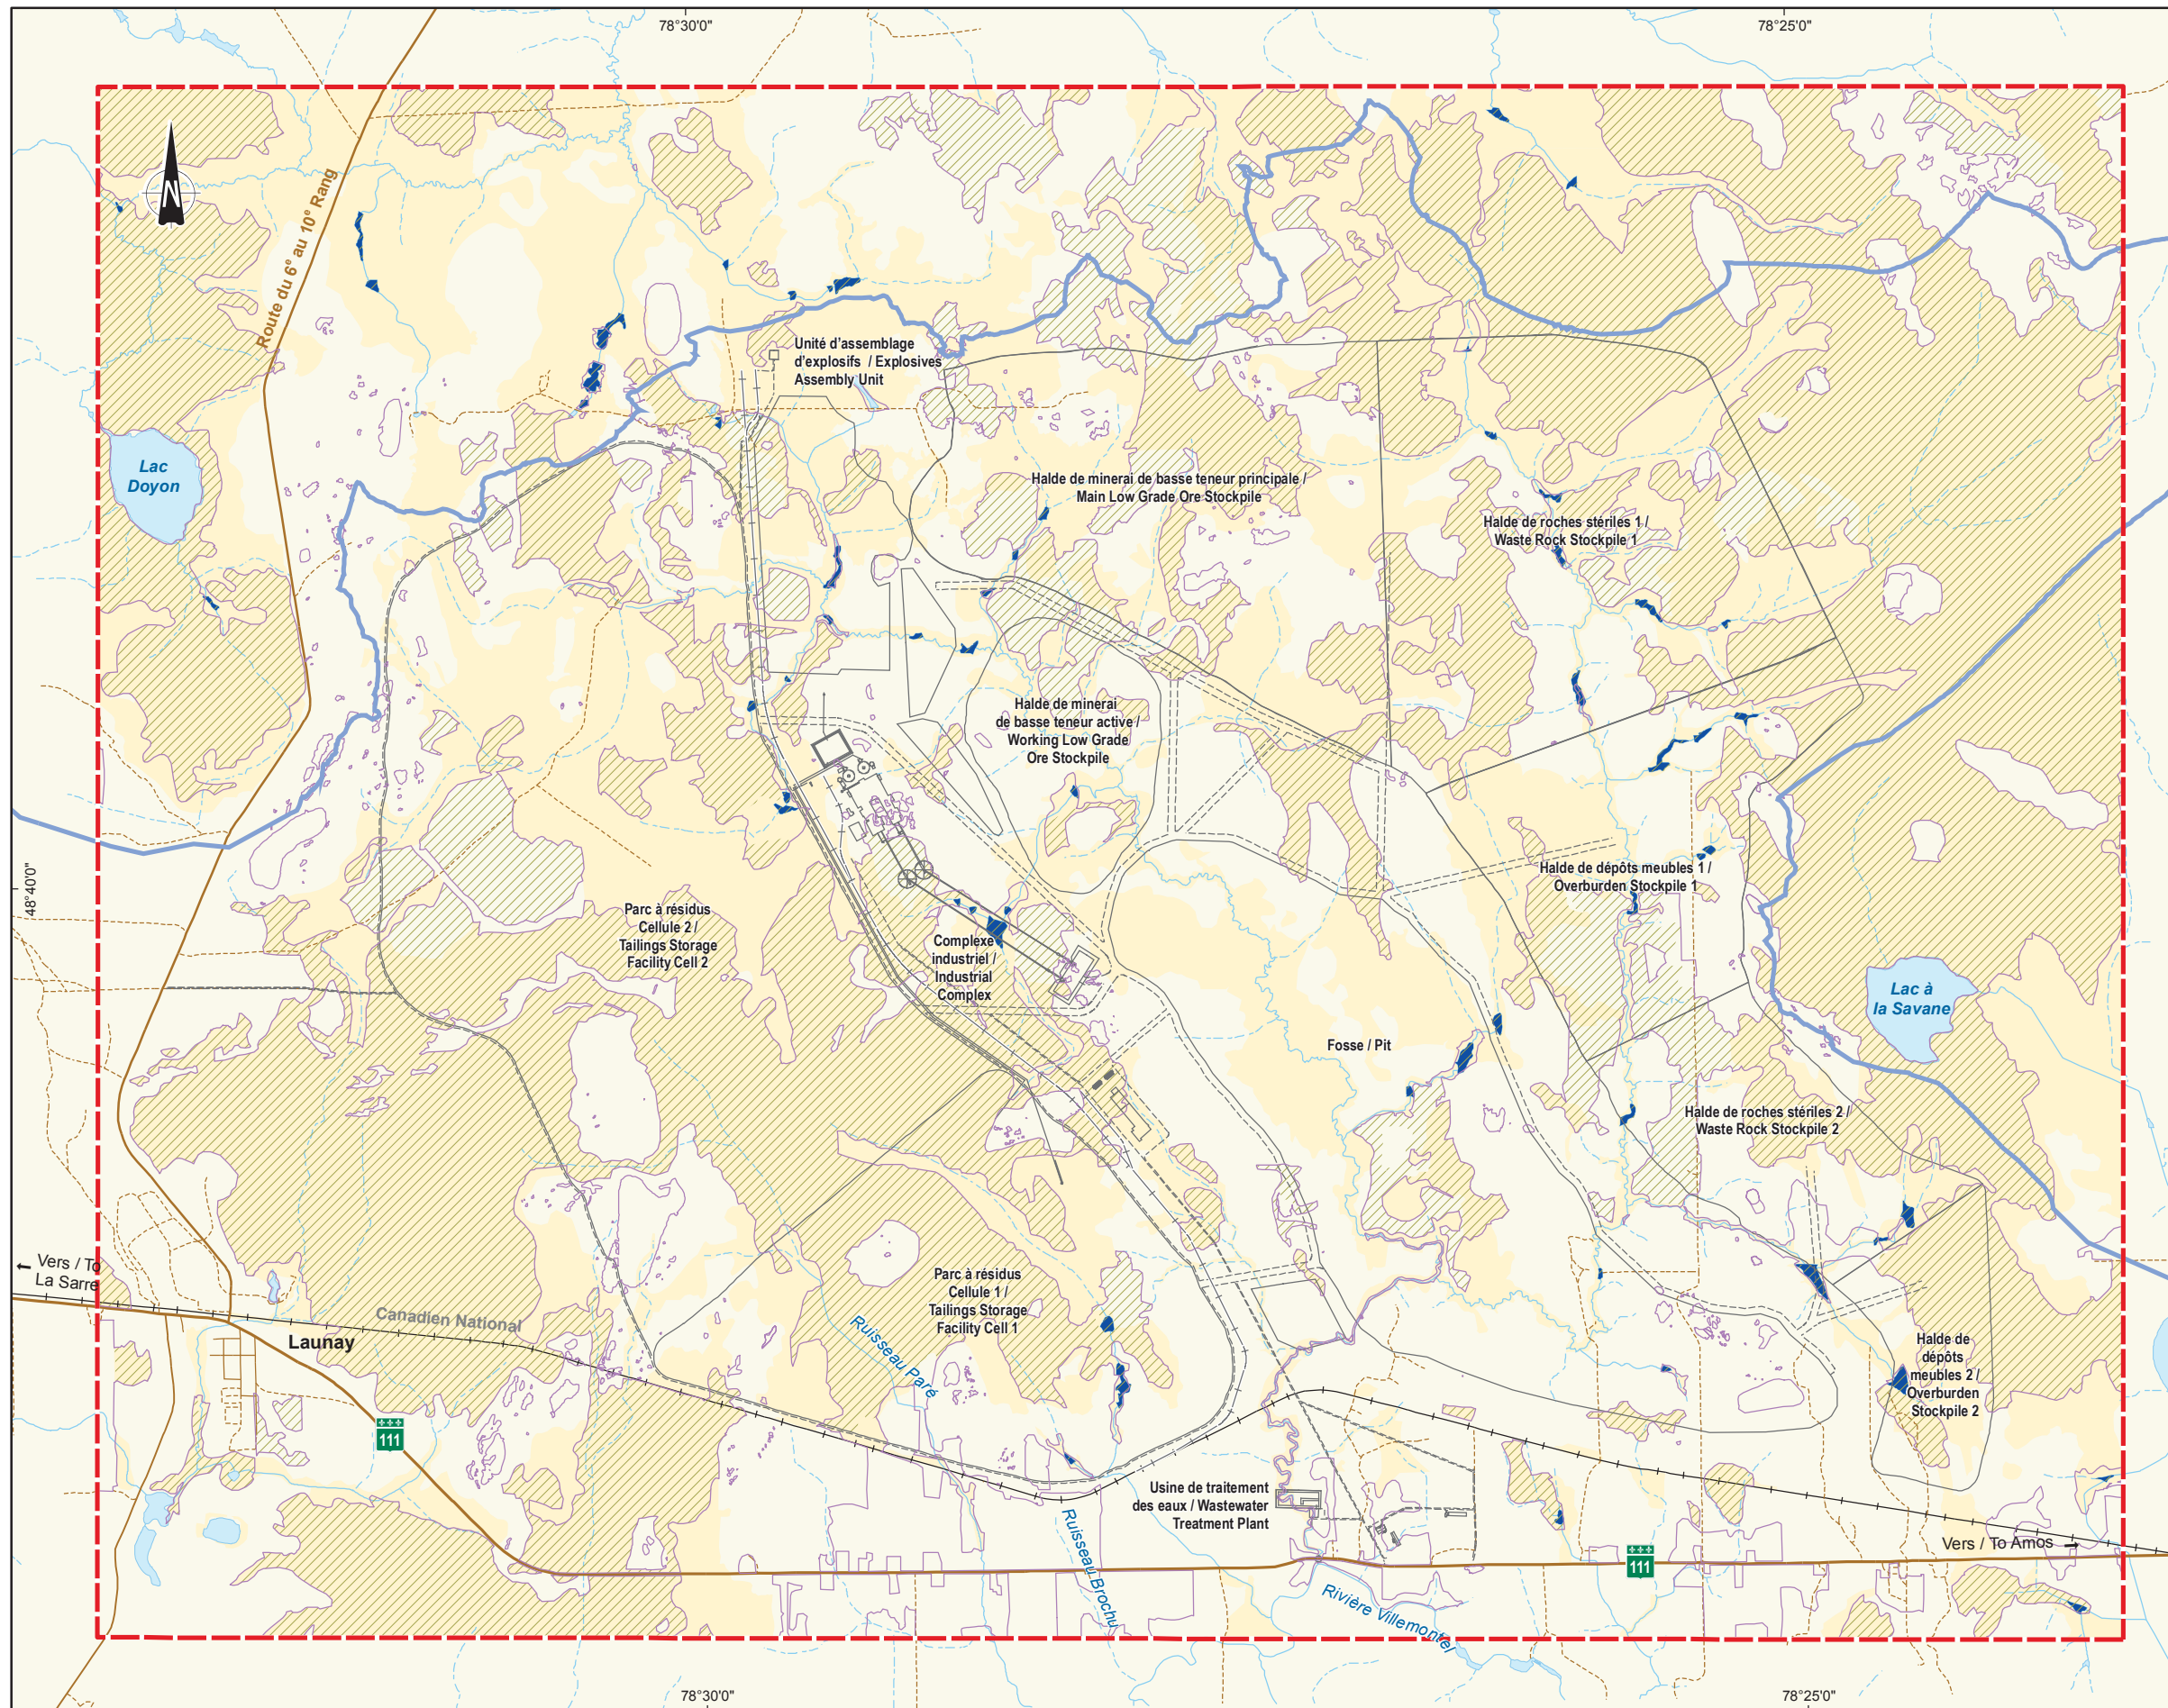 78°30'0"
78°25'0"
N
Route du 6e au 10e Rang
Unité d'assemblage
d'explosifs / Explosives
Assembly Unit
Lac
Doyon
Halde de minerai de basse teneur principale /
Main Low Grade Ore Stockpile
Halde de roches stériles 1 /
Waste Rock Stockpile 1
Halde de minerai
de basse teneur active /
Working Low Grade
Ore Stockpile
48°40'0"
Halde de dépôts meubles 1 /
Overburden Stockpile 1
Parc à résidus
Cellule 2 /
Tailings Storage
Facility Cell 2
Complexe
industriel /
Industrial
Complex
Lac à
la Savane
Fosse / Pit
Halde de roches stériles 2 /
Waste Rock Stockpile 2
Vers / To
La Sarre
Parc à résidus
Cellule 1 /
Tailings Storage
Facility Cell 1
Canadien National
Launay
Ruisseau Paré
Halde de
dépôts
meubles 2 /
Overburden
Stockpile 2
111
Usine de traitement
des eaux / Wastewater
Treatment Plant
Ruisseau Brochu
Vers / To Amos
111
Rivière Villemontel
78°30'0"
78°25'0"